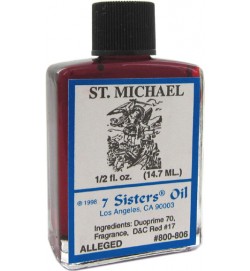 ST. MICHAEL
1/2 fl. oz. (14.7 ML.)
© 1996 7 Sisters® Oil
Los Angeles, CA 90003
Ingredients: Duoprime 70,
Fragrance, D&C Red #17
ALLEGED #800-806